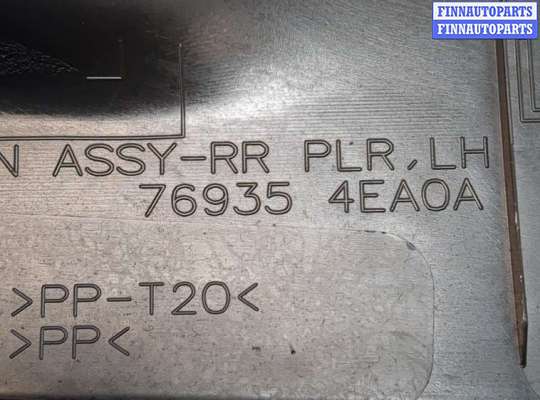 FINNAUTOPARTS
FINNAUTOPARTS
N ASSY-RR PLR, LH
76935 4EA0A
>PP-T20<
>PP<